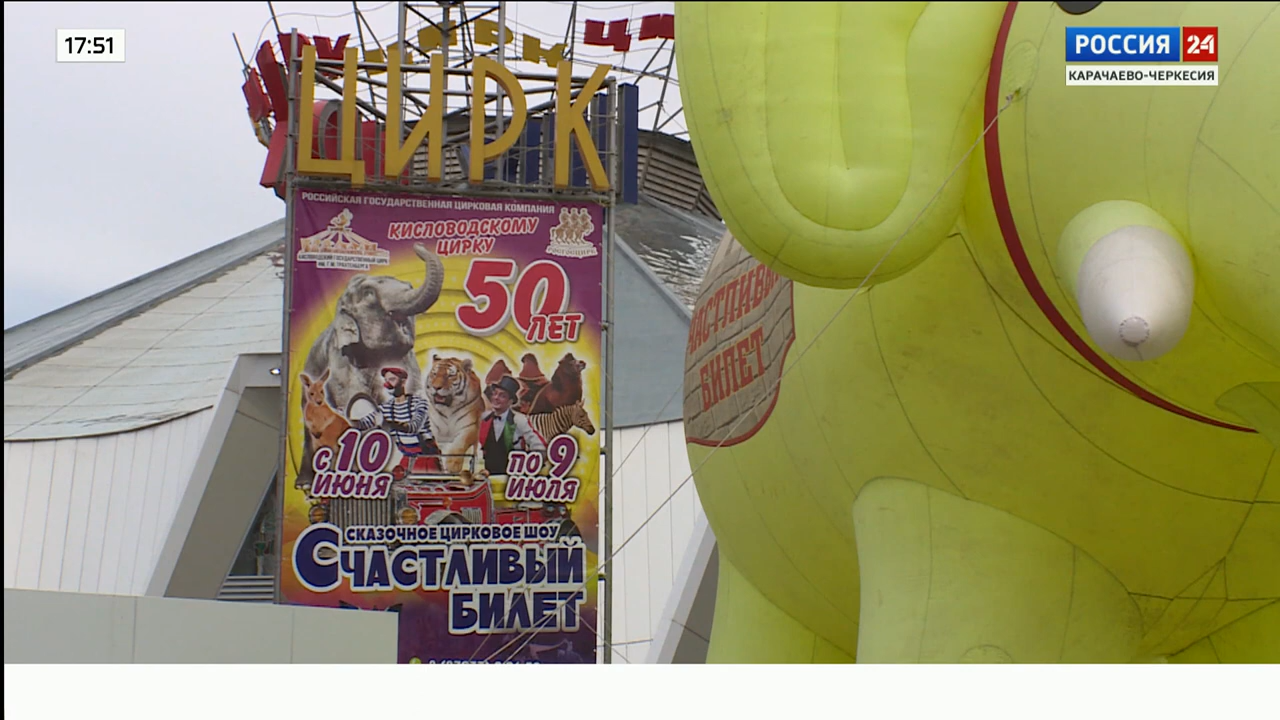 17:51
РОССИЯ 24
КАРАЧАЕВО-ЧЕРКЕСИЯ
ЦИРК
РОССИЙСКАЯ ГОСУДАРСТВЕННАЯ ЦИРКОВАЯ КОМПАНИЯ
КИСЛОВОДСКОМУ
ЦИРКУ
50
ЛЕТ
С 10
ИЮНЯ
ПО 9
ИЮЛЯ
СКАЗОЧНОЕ ЦИРКОВОЕ ШОУ
СЧАСТЛИВЫЙ
БИЛЕТ
БИЛЕТ